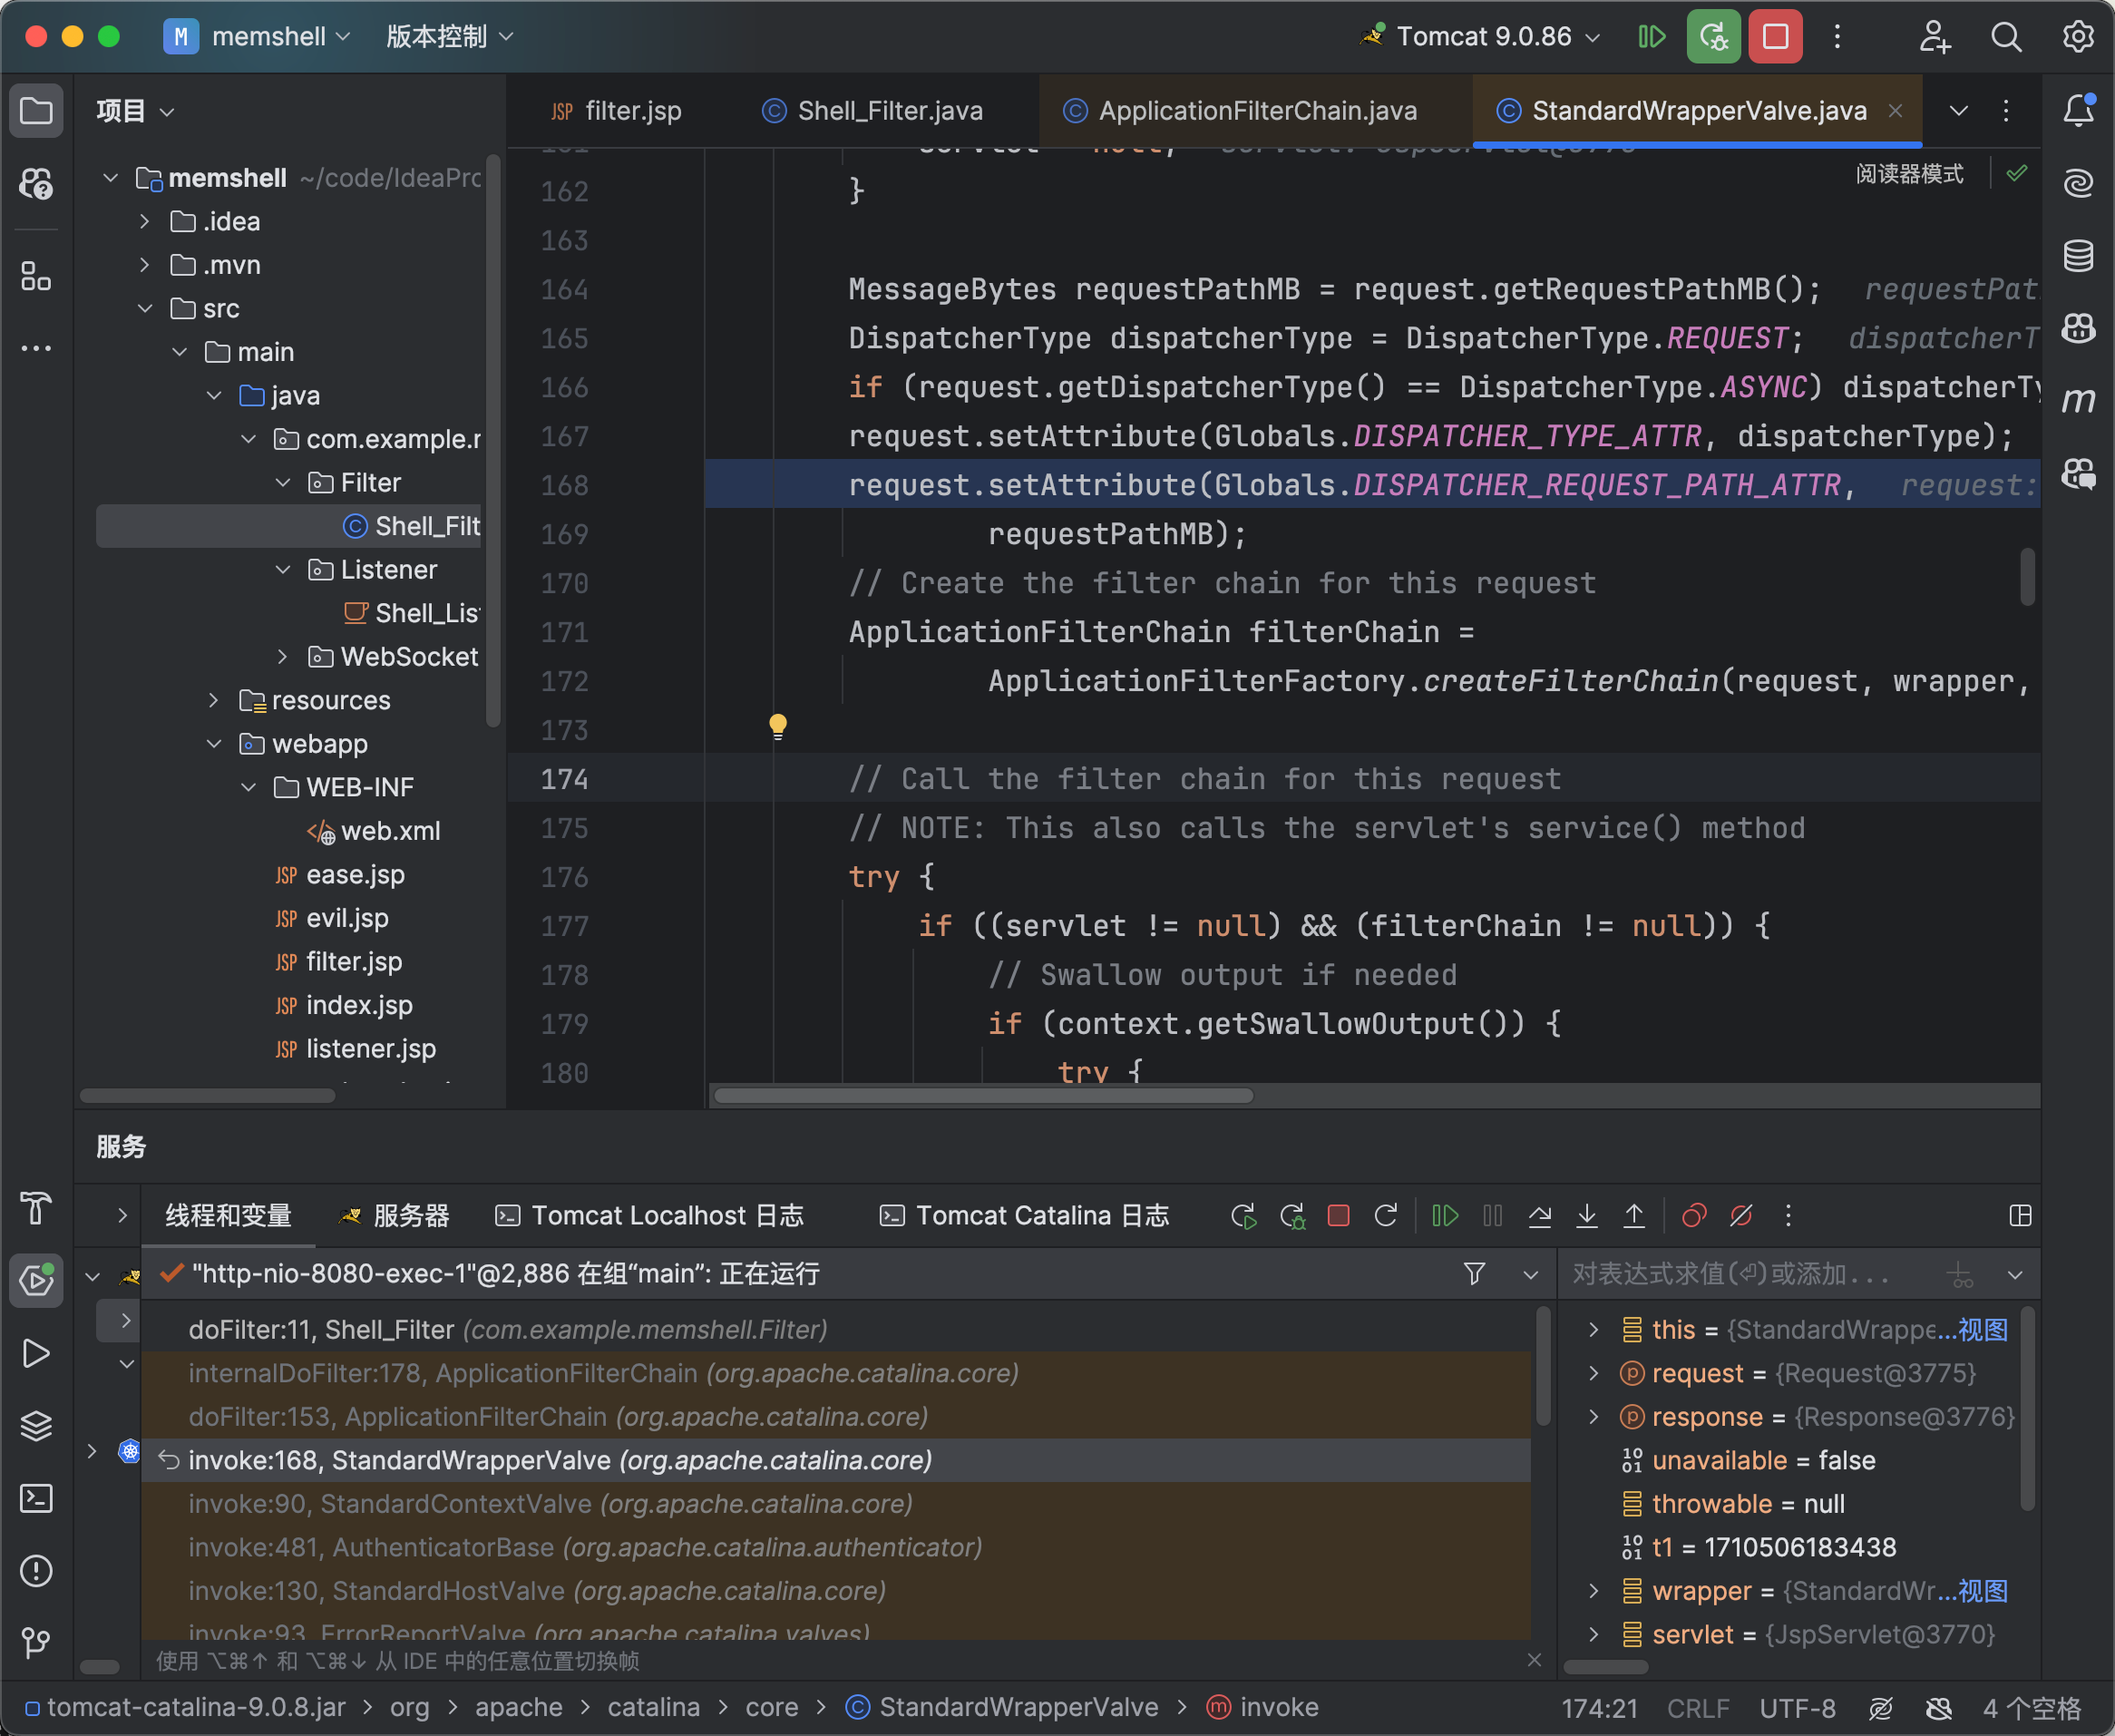 M memshell 版本控制 Tomcat 9.0.86
项目
memshell ~/code/IdeaPrc
.idea
.mvn
src
main
java
com.example.r
Filter
Shell_Filt
Listener
Shell_Lis
WebSocket
resources
webapp
WEB-INF
web.xml
JSP ease.jsp
JSP evil.jsp
JSP filter.jsp
JSP index.jsp
JSP listener.jsp
JSP filter.jsp Shell_Filter.java ApplicationFilterChain.java StandardWrapperValve.java
阅读器模式
162 }
163
164 MessageBytes requestPathMB = request.getRequestPathMB(); requestPat
165 DispatcherType dispatcherType = DispatcherType.REQUEST; dispatcherT
166 if (request.getDispatcherType() == DispatcherType.ASYNC) dispatcherTy
167 request.setAttribute(Globals.DISPATCHER_TYPE_ATTR, dispatcherType);
168 request.setAttribute(Globals.DISPATCHER_REQUEST_PATH_ATTR, request:
169 requestPathMB);
170 // Create the filter chain for this request
171 ApplicationFilterChain filterChain =
172 ApplicationFilterFactory.createFilterChain(request, wrapper,
173
174 // Call the filter chain for this request
175 // NOTE: This also calls the servlet's service() method
176 try {
177 if ((servlet != null) && (filterChain != null)) {
178 // Swallow output if needed
179 if (context.getSwallowOutput()) {
180 try {
服务
线程和变量 服务器 Tomcat Localhost 日志 Tomcat Catalina 日志
"http-nio-8080-exec-1"@2,886 在组“main”: 正在运行
doFilter:11, Shell_Filter (com.example.memshell.Filter)
internalDoFilter:178, ApplicationFilterChain (org.apache.catalina.core)
doFilter:153, ApplicationFilterChain (org.apache.catalina.core)
invoke:168, StandardWrapperValve (org.apache.catalina.core)
invoke:90, StandardContextValve (org.apache.catalina.core)
invoke:481, AuthenticatorBase (org.apache.catalina.authenticator)
invoke:130, StandardHostValve (org.apache.catalina.core)
invoke:93, ErrorReportValve (org.apache.catalina.valves)
使用 ⌥⌘↑ 和 ⌥⌘↓ 从 IDE 中的任意位置切换帧
对表达式求值(⏎)或添加...
this = {StandardWrappe...视图
request = {Request@3775}
response = {Response@3776}
unavailable = false
throwable = null
t1 = 1710506183438
wrapper = {StandardWr...视图
servlet = {JspServlet@3770}
tomcat-catalina-9.0.8.jar > org > apache > catalina > core > StandardWrapperValve > invoke 174:21 CRLF UTF-8 4 个空格